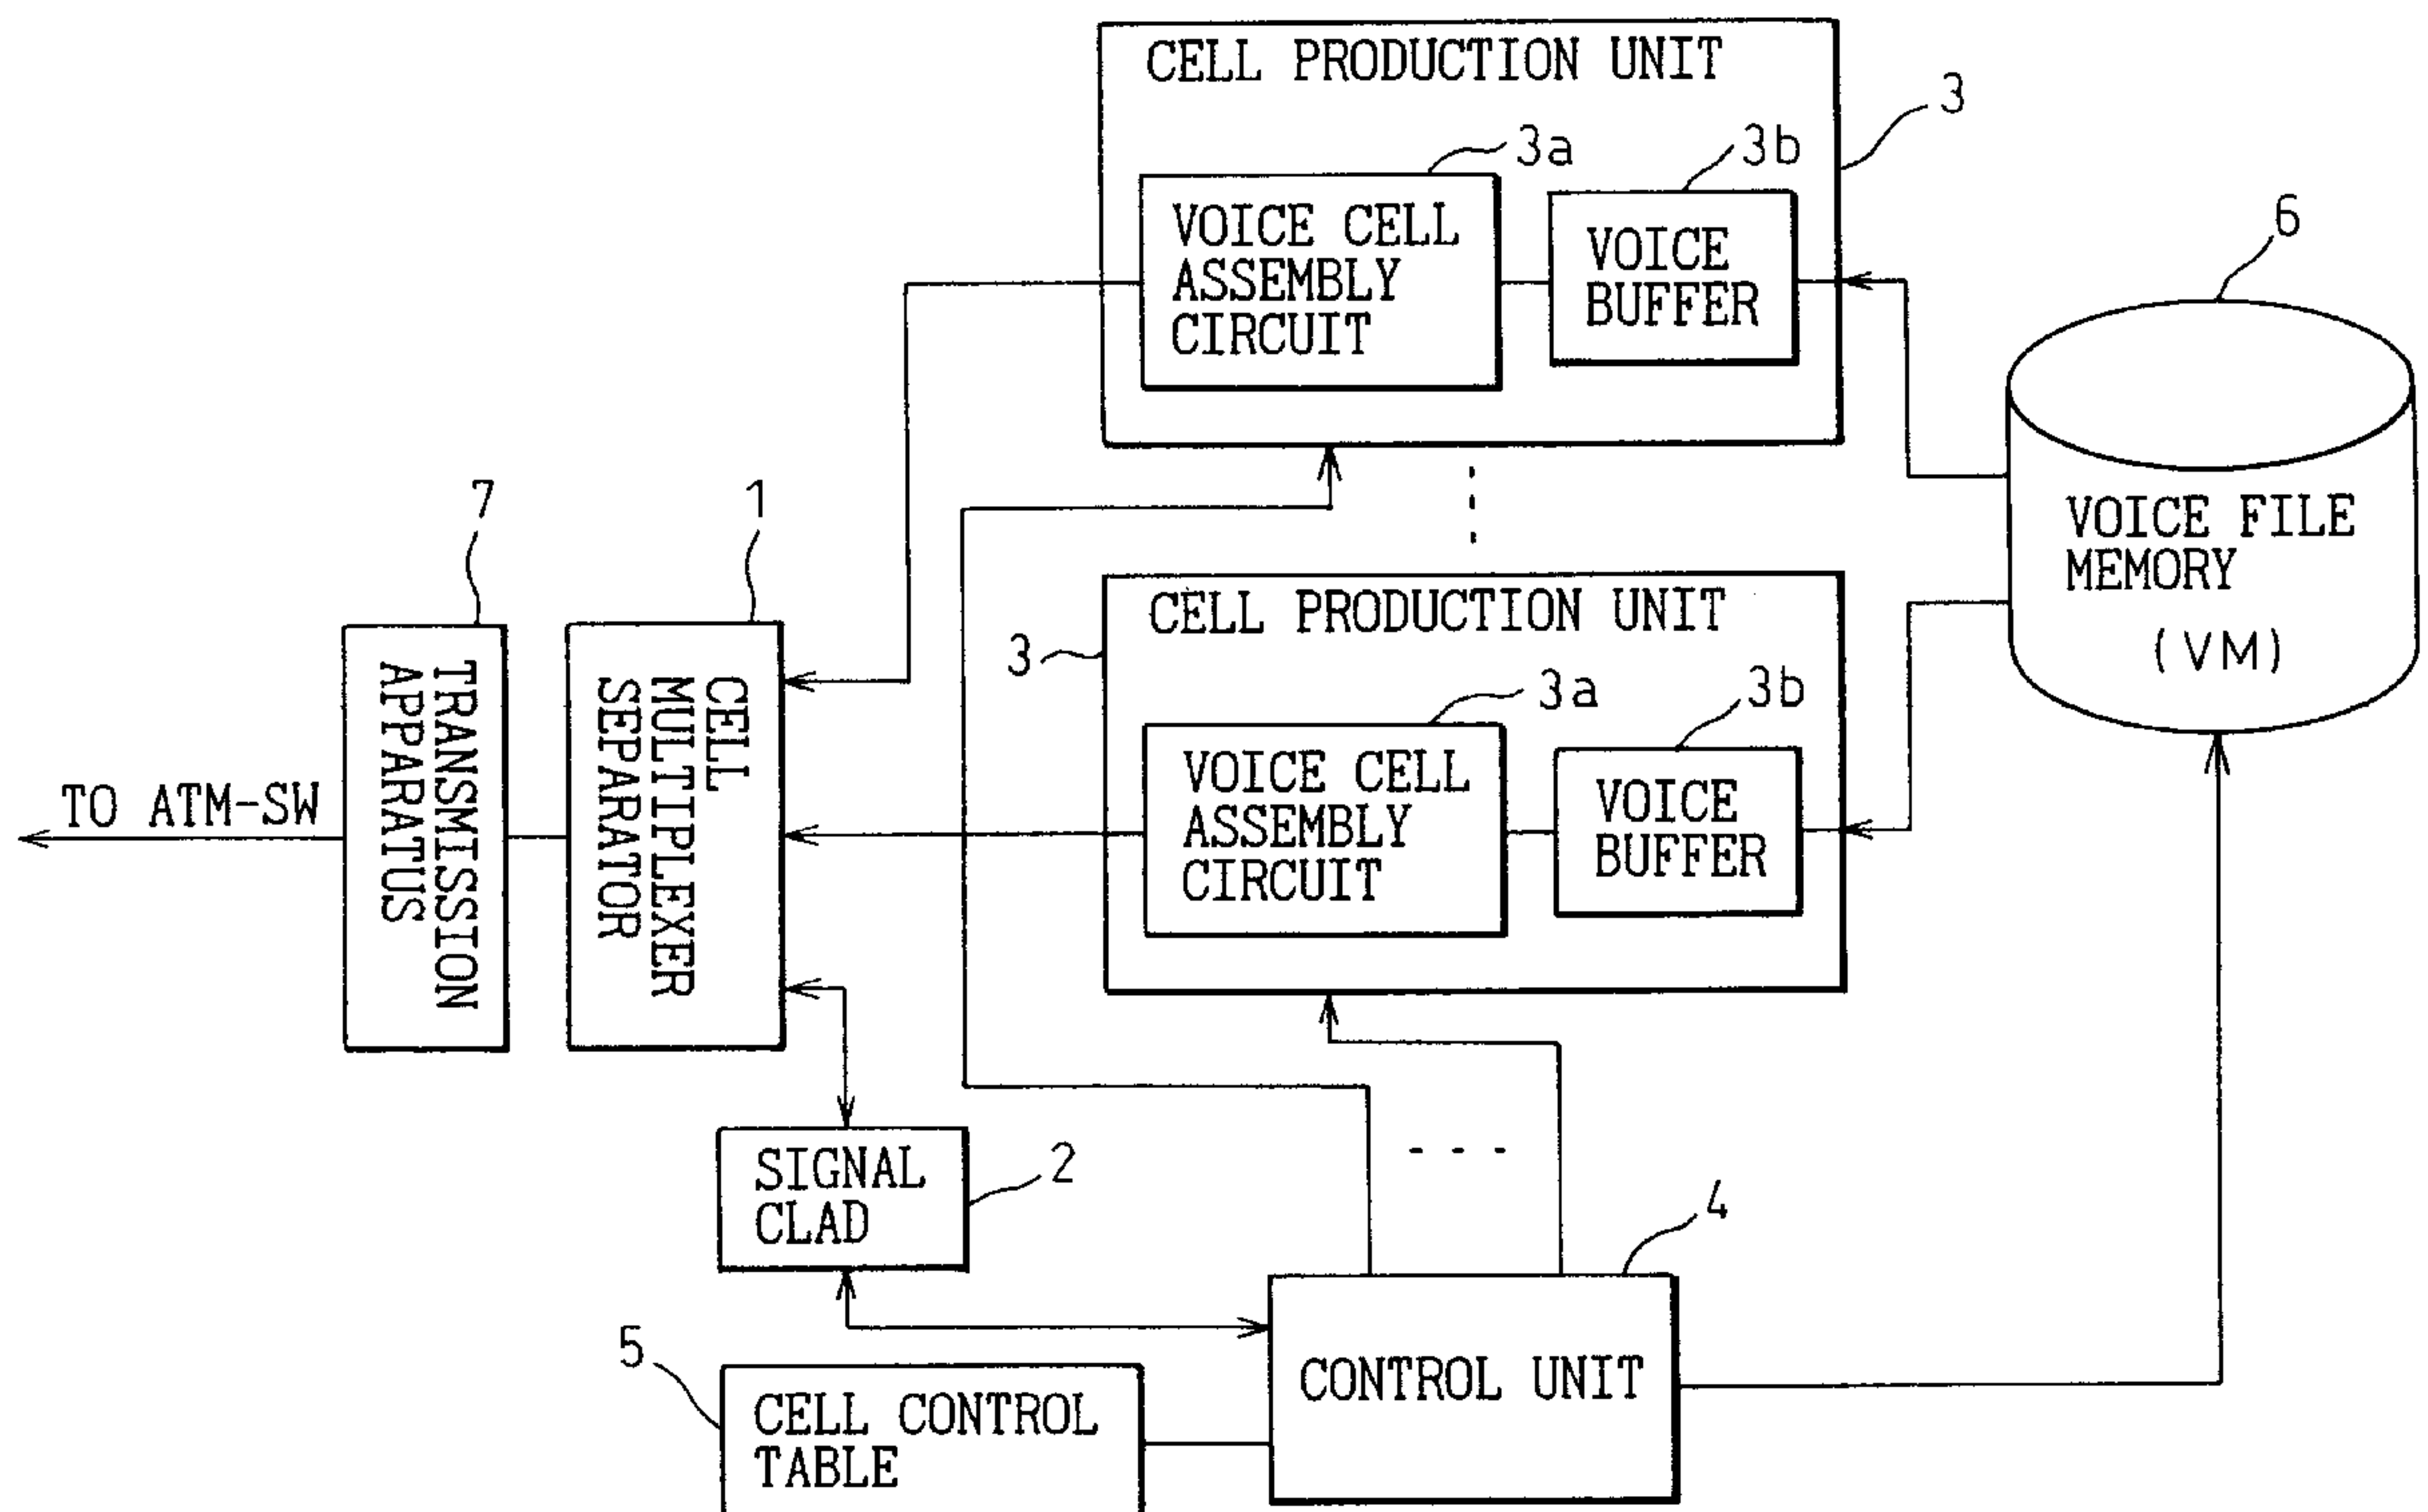 CELL PRODUCTION UNIT
3
3a
3b
VOICE CELL
ASSEMBLY
CIRCUIT
VOICE
BUFFER
6
VOICE FILE
MEMORY
(VM)
7
1
CELL PRODUCTION UNIT
3
3a
3b
VOICE CELL
ASSEMBLY
CIRCUIT
VOICE
BUFFER
TRANSMISSION
APPARATUS
CELL
MULTIPLEXER
SEPARATOR
TO ATM-SW
SIGNAL
CLAD
2
4
5
CONTROL UNIT
CELL CONTROL
TABLE